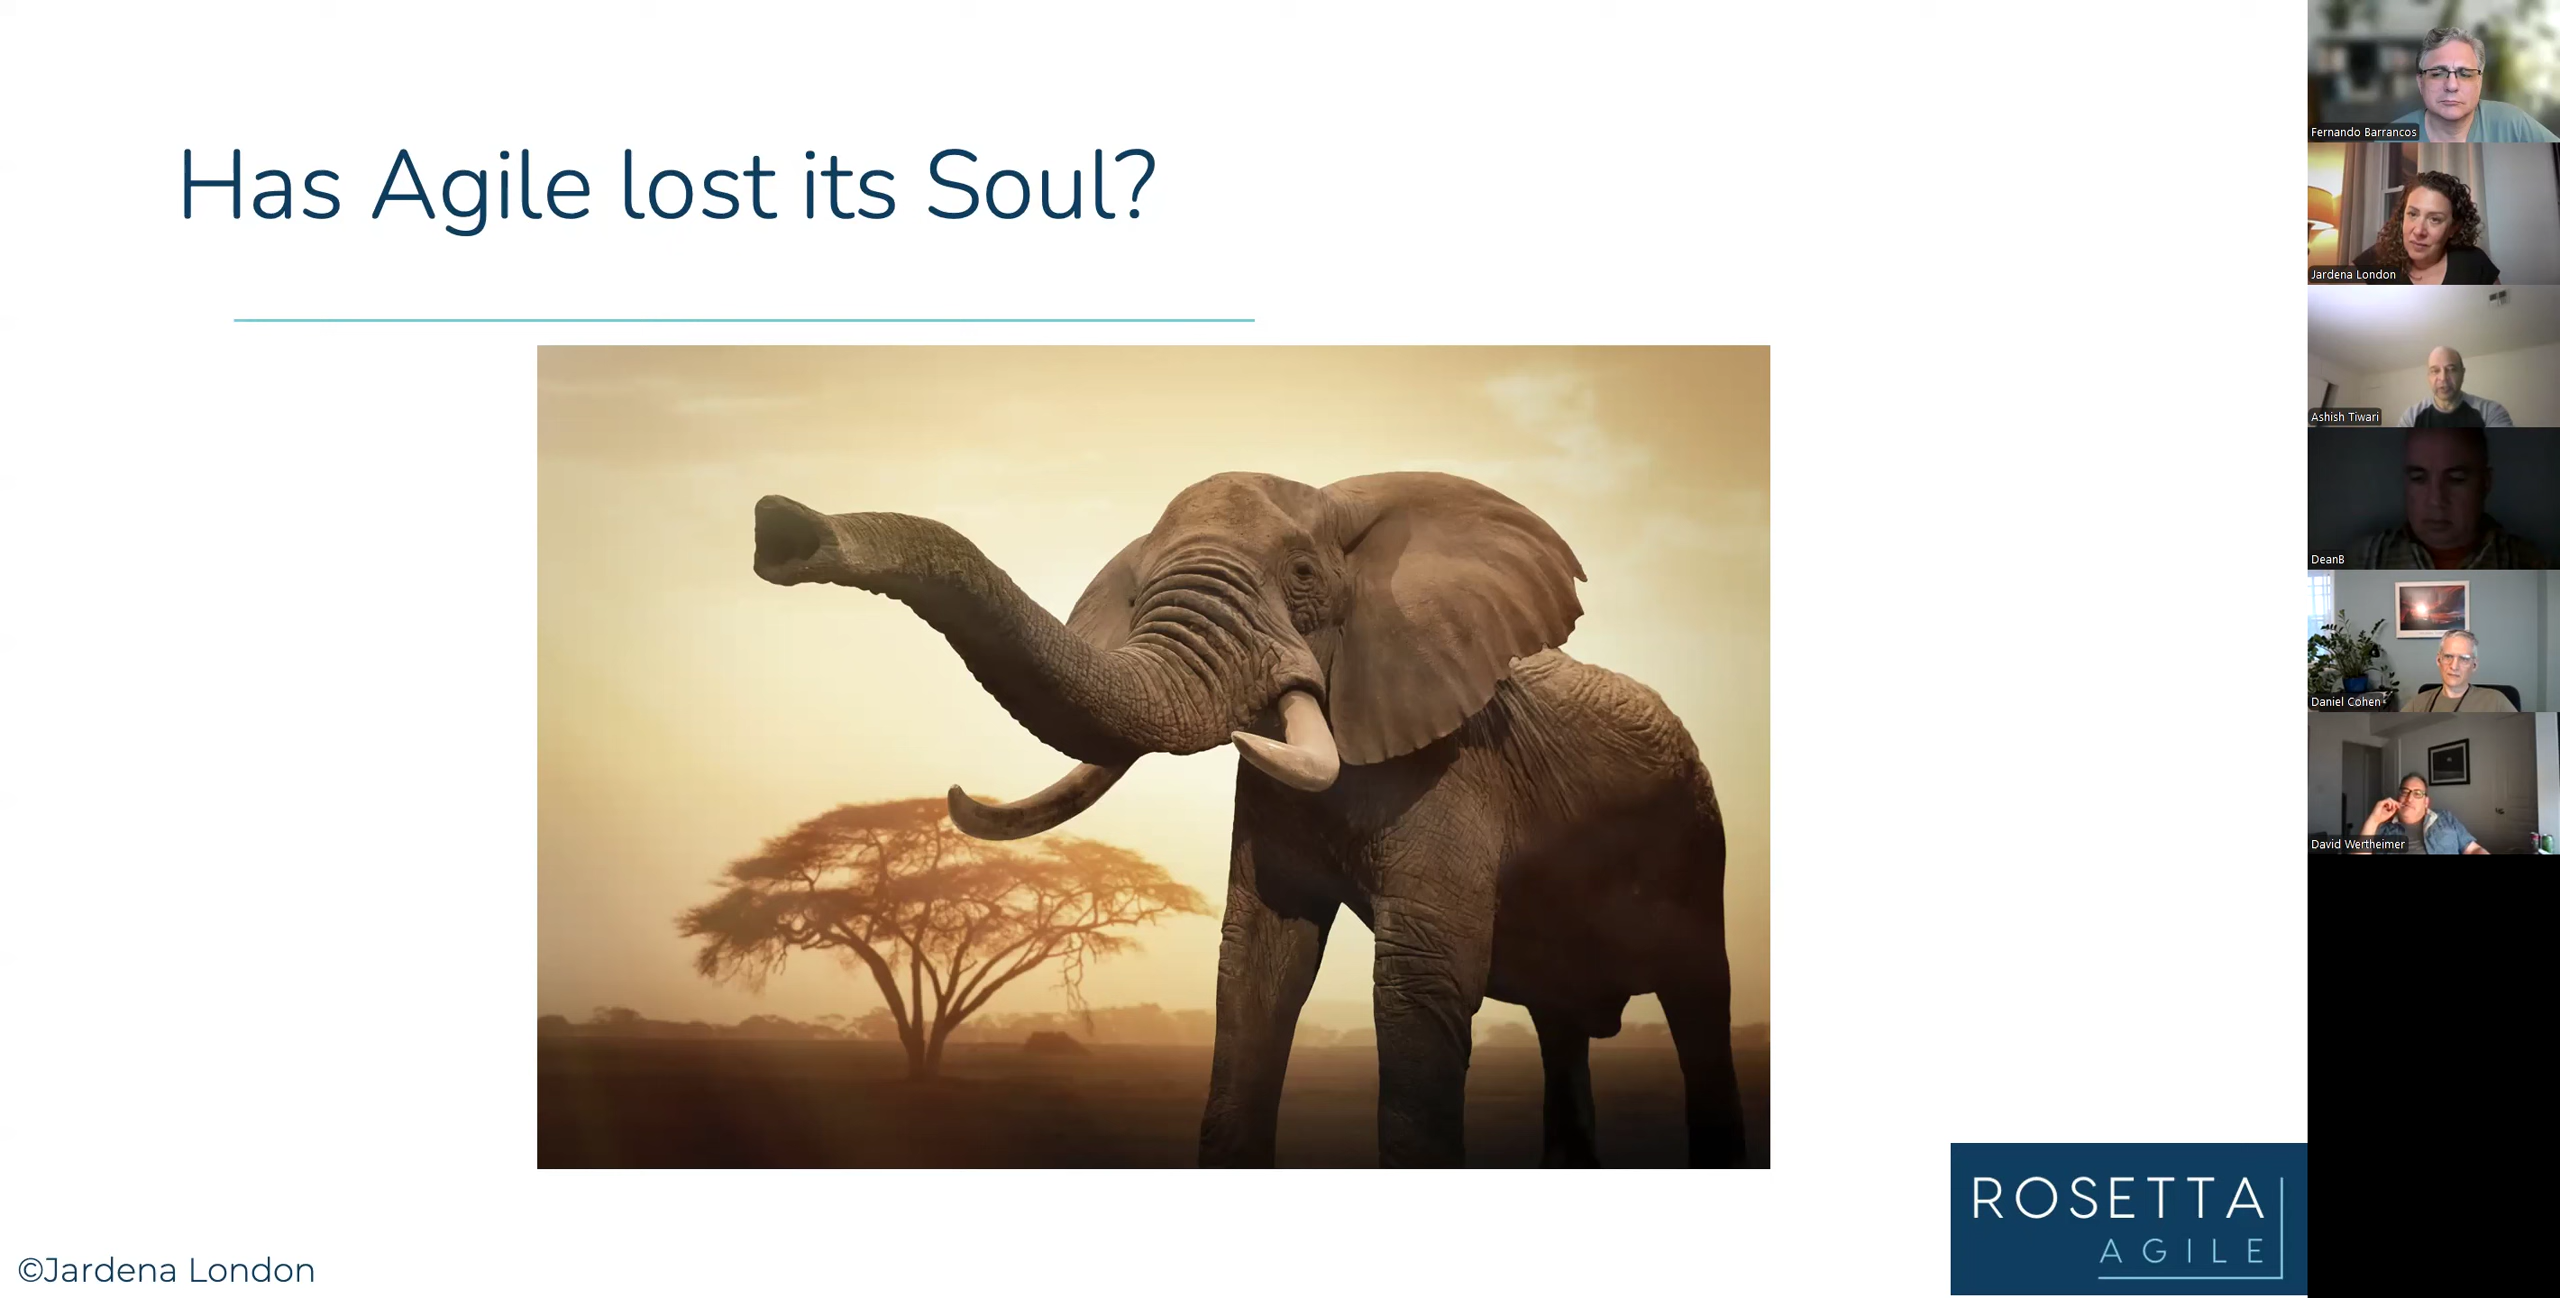 Has Agile lost its Soul?
ROSETTA
AGILE
©Jardena London
Fernando Barrancos
Jardena London
Ashish Tiwari
DeanB
Daniel Cohen
David Wertheimer